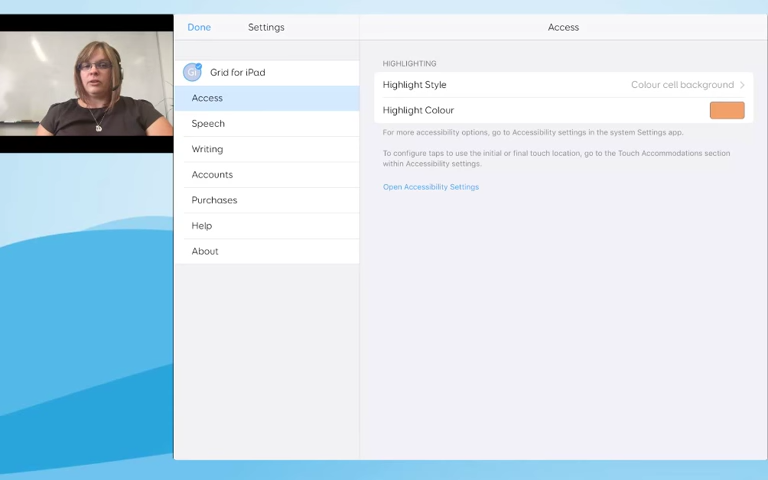 Done
Settings
Access
Grid for iPad
Access
Speech
Writing
Accounts
Purchases
Help
About
HIGHLIGHTING
Highlight Style
Colour cell background
Highlight Colour
For more accessibility options, go to Accessibility settings in the system Settings app.
To configure taps to use the initial or final touch location, go to the Touch Accommodations section
within Accessibility settings.
Open Accessibility Settings